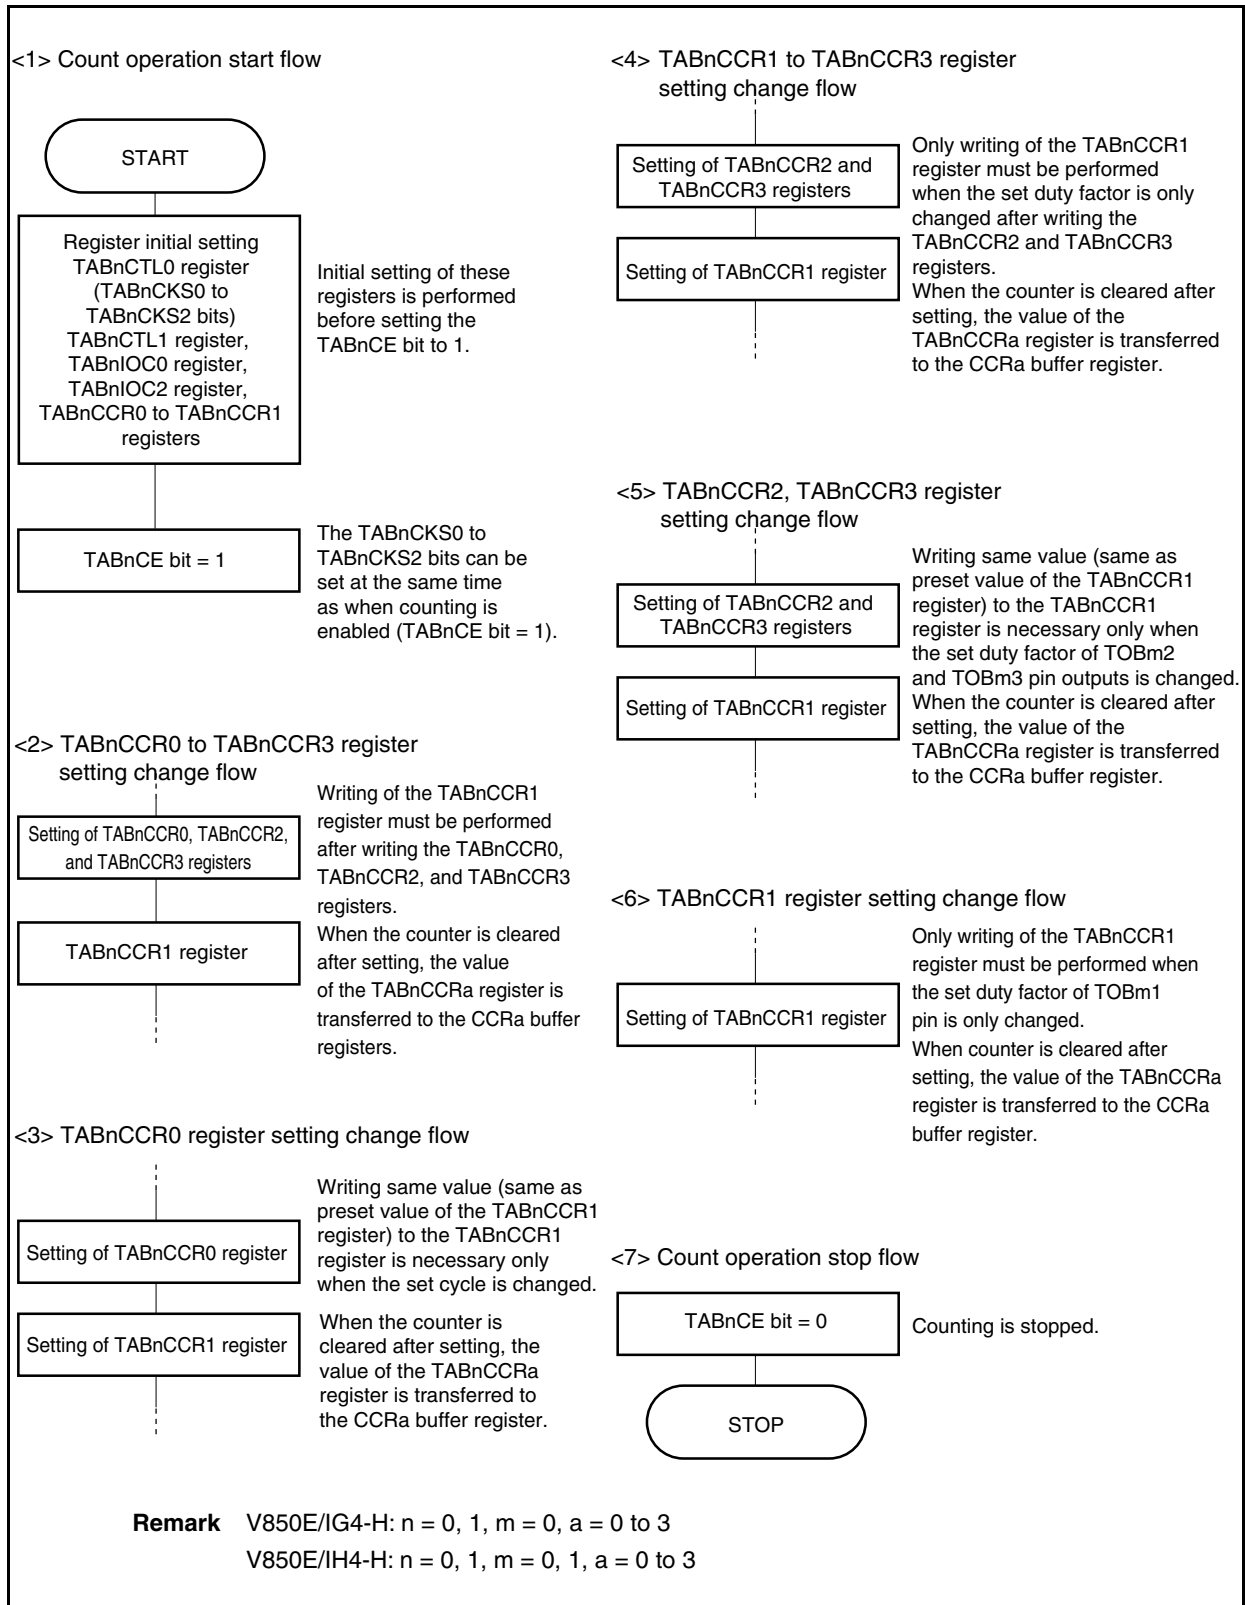 <1> Count operation start flow
START
Register initial setting
TABnCTL0 register
(TABnCKS0 to
TABnCKS2 bits)
TABnCTL1 register,
TABnIOC0 register,
TABnIOC2 register,
TABnCCR0 to TABnCCR1
registers
Initial setting of these
registers is performed
before setting the
TABnCE bit to 1.
TABnCE bit = 1
The TABnCKS0 to
TABnCKS2 bits can be
set at the same time
as when counting is
enabled (TABnCE bit = 1).
<2> TABnCCR0 to TABnCCR3 register
setting change flow
Setting of TABnCCR0, TABnCCR2,
and TABnCCR3 registers
TABnCCR1 register
Writing of the TABnCCR1
register must be performed
after writing the TABnCCR0,
TABnCCR2, and TABnCCR3
registers.
When the counter is cleared
after setting, the value
of the TABnCCRa register is
transferred to the CCRa buffer
registers.
<3> TABnCCR0 register setting change flow
Setting of TABnCCR0 register
Setting of TABnCCR1 register
Writing same value (same as
preset value of the TABnCCR1
register) to the TABnCCR1
register is necessary only
when the set cycle is changed.
When the counter is
cleared after setting, the
value of the TABnCCRa
register is transferred to
the CCRa buffer register.
<4> TABnCCR1 to TABnCCR3 register
setting change flow
Setting of TABnCCR2 and
TABnCCR3 registers
Setting of TABnCCR1 register
Only writing of the TABnCCR1
register must be performed
when the set duty factor is only
changed after writing the
TABnCCR2 and TABnCCR3
registers.
When the counter is cleared after
setting, the value of the
TABnCCRa register is transferred
to the CCRa buffer register.
<5> TABnCCR2, TABnCCR3 register
setting change flow
Setting of TABnCCR2 and
TABnCCR3 registers
Setting of TABnCCR1 register
Writing same value (same as
preset value of the TABnCCR1
register) to the TABnCCR1
register is necessary only when
the set duty factor of TOBm2
and TOBm3 pin outputs is changed.
When the counter is cleared after
setting, the value of the
TABnCCRa register is transferred
to the CCRa buffer register.
<6> TABnCCR1 register setting change flow
Setting of TABnCCR1 register
Only writing of the TABnCCR1
register must be performed when
the set duty factor of TOBm1
pin is only changed.
When counter is cleared after
setting, the value of the TABnCCRa
register is transferred to the CCRa
buffer register.
<7> Count operation stop flow
TABnCE bit = 0
Counting is stopped.
STOP
Remark V850E/IG4-H: n = 0, 1, m = 0, a = 0 to 3
V850E/IH4-H: n = 0, 1, m = 0, 1, a = 0 to 3